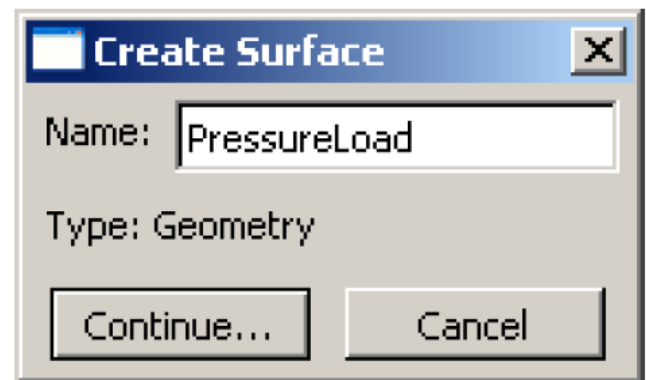 Create Surface
Name: PressureLoad
Type: Geometry
Continue... Cancel